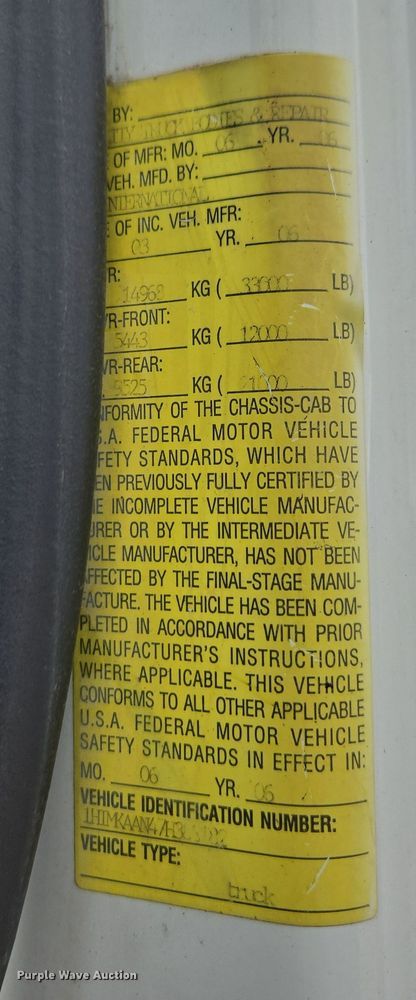 BY:
TRUCK BODIES & REPAIR
OF MFR: MO. 06 YR. 06
VEH. MFD. BY:
INTERNATIONAL
OF INC. VEH. MFR:
03 YR. 06
R:
14968 KG ( 33000 LB)
R-FRONT:
5443 KG ( 12000 LB)
R-REAR:
9525 KG ( 21000 LB)
NFORMITY OF THE CHASSIS-CAB TO
S.A. FEDERAL MOTOR VEHICLE
FETY STANDARDS, WHICH HAVE
EN PREVIOUSLY FULLY CERTIFIED BY
E INCOMPLETE VEHICLE MANUFAC-
URER OR BY THE INTERMEDIATE VE-
ICLE MANUFACTURER, HAS NOT BEEN
AFFECTED BY THE FINAL-STAGE MANU-
FACTURE. THE VEHICLE HAS BEEN COM-
PLETED IN ACCORDANCE WITH PRIOR
MANUFACTURER'S INSTRUCTIONS,
WHERE APPLICABLE. THIS VEHICLE
CONFORMS TO ALL OTHER APPLICABLE
U.S.A. FEDERAL MOTOR VEHICLE
SAFETY STANDARDS IN EFFECT IN:
MO. 06 YR. 06
VEHICLE IDENTIFICATION NUMBER:
VEHICLE TYPE:
truck
Purple Wave Auction